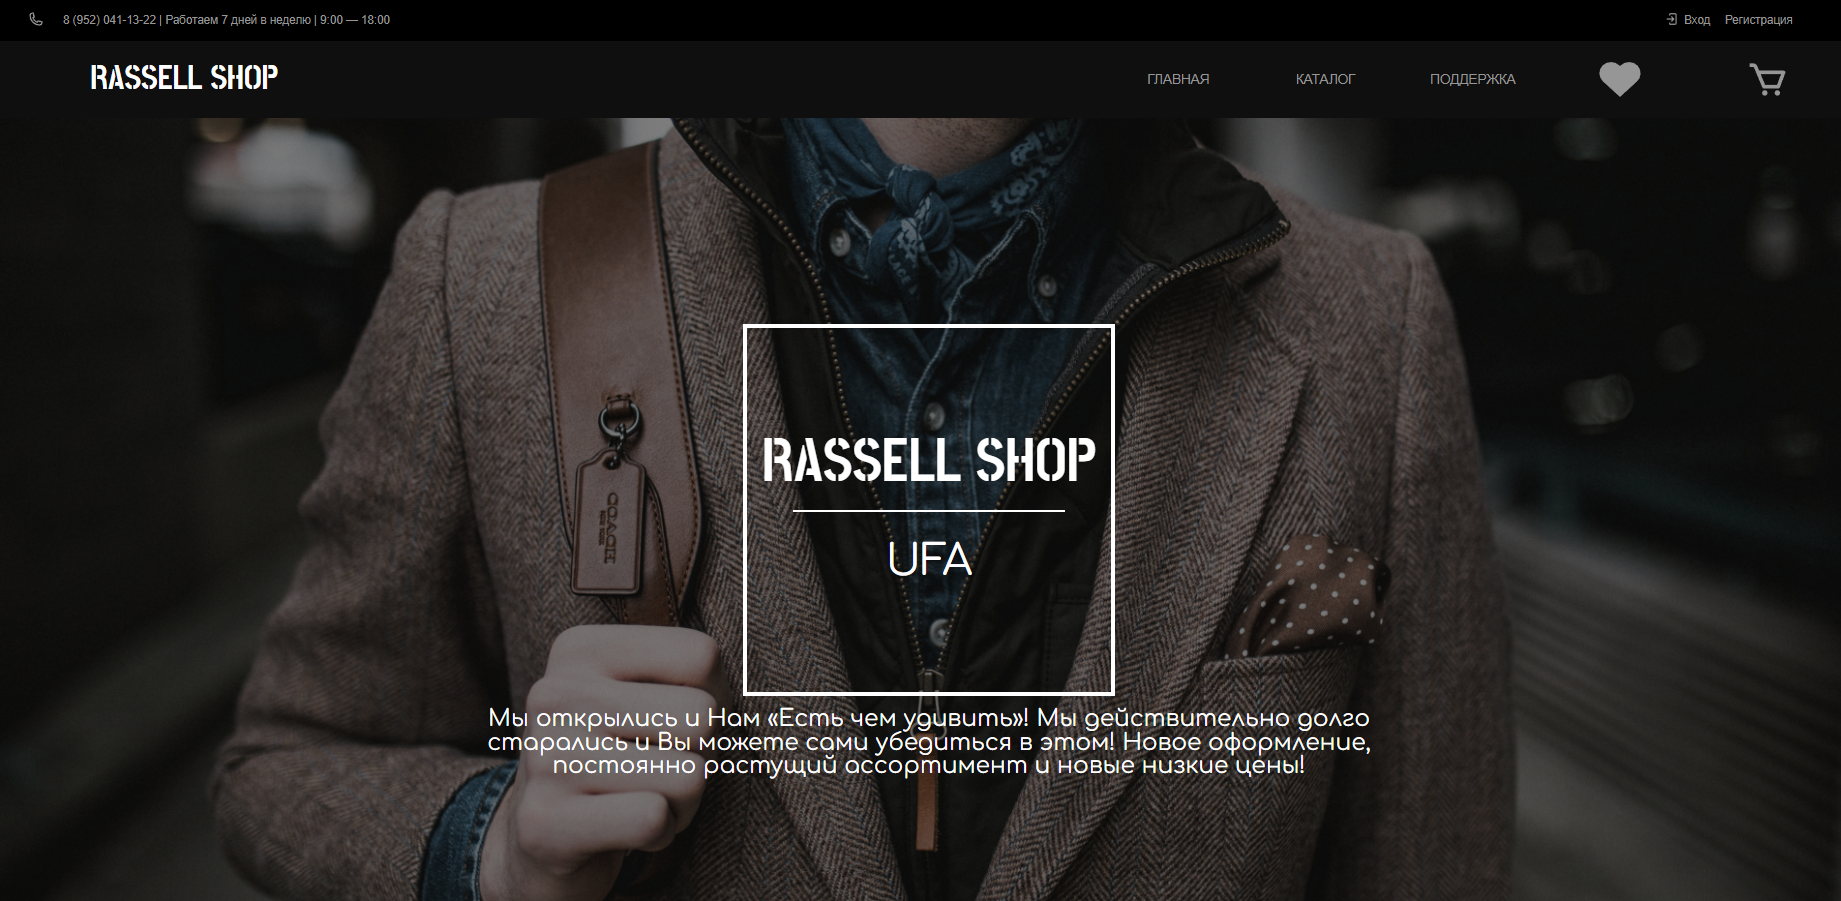 8 (952) 041-13-22 | Работаем 7 дней в неделю | 9:00 — 18:00
Вход Регистрация
RASSELL SHOP
ГЛАВНАЯ КАТАЛОГ ПОДДЕРЖКА
RASSELL SHOP
UFA
COACH
Мы открылись и Нам «Есть чем удивить»! Мы действительно долго
старались и Вы можете сами убедиться в этом! Новое оформление,
постоянно растущий ассортимент и новые низкие цены!